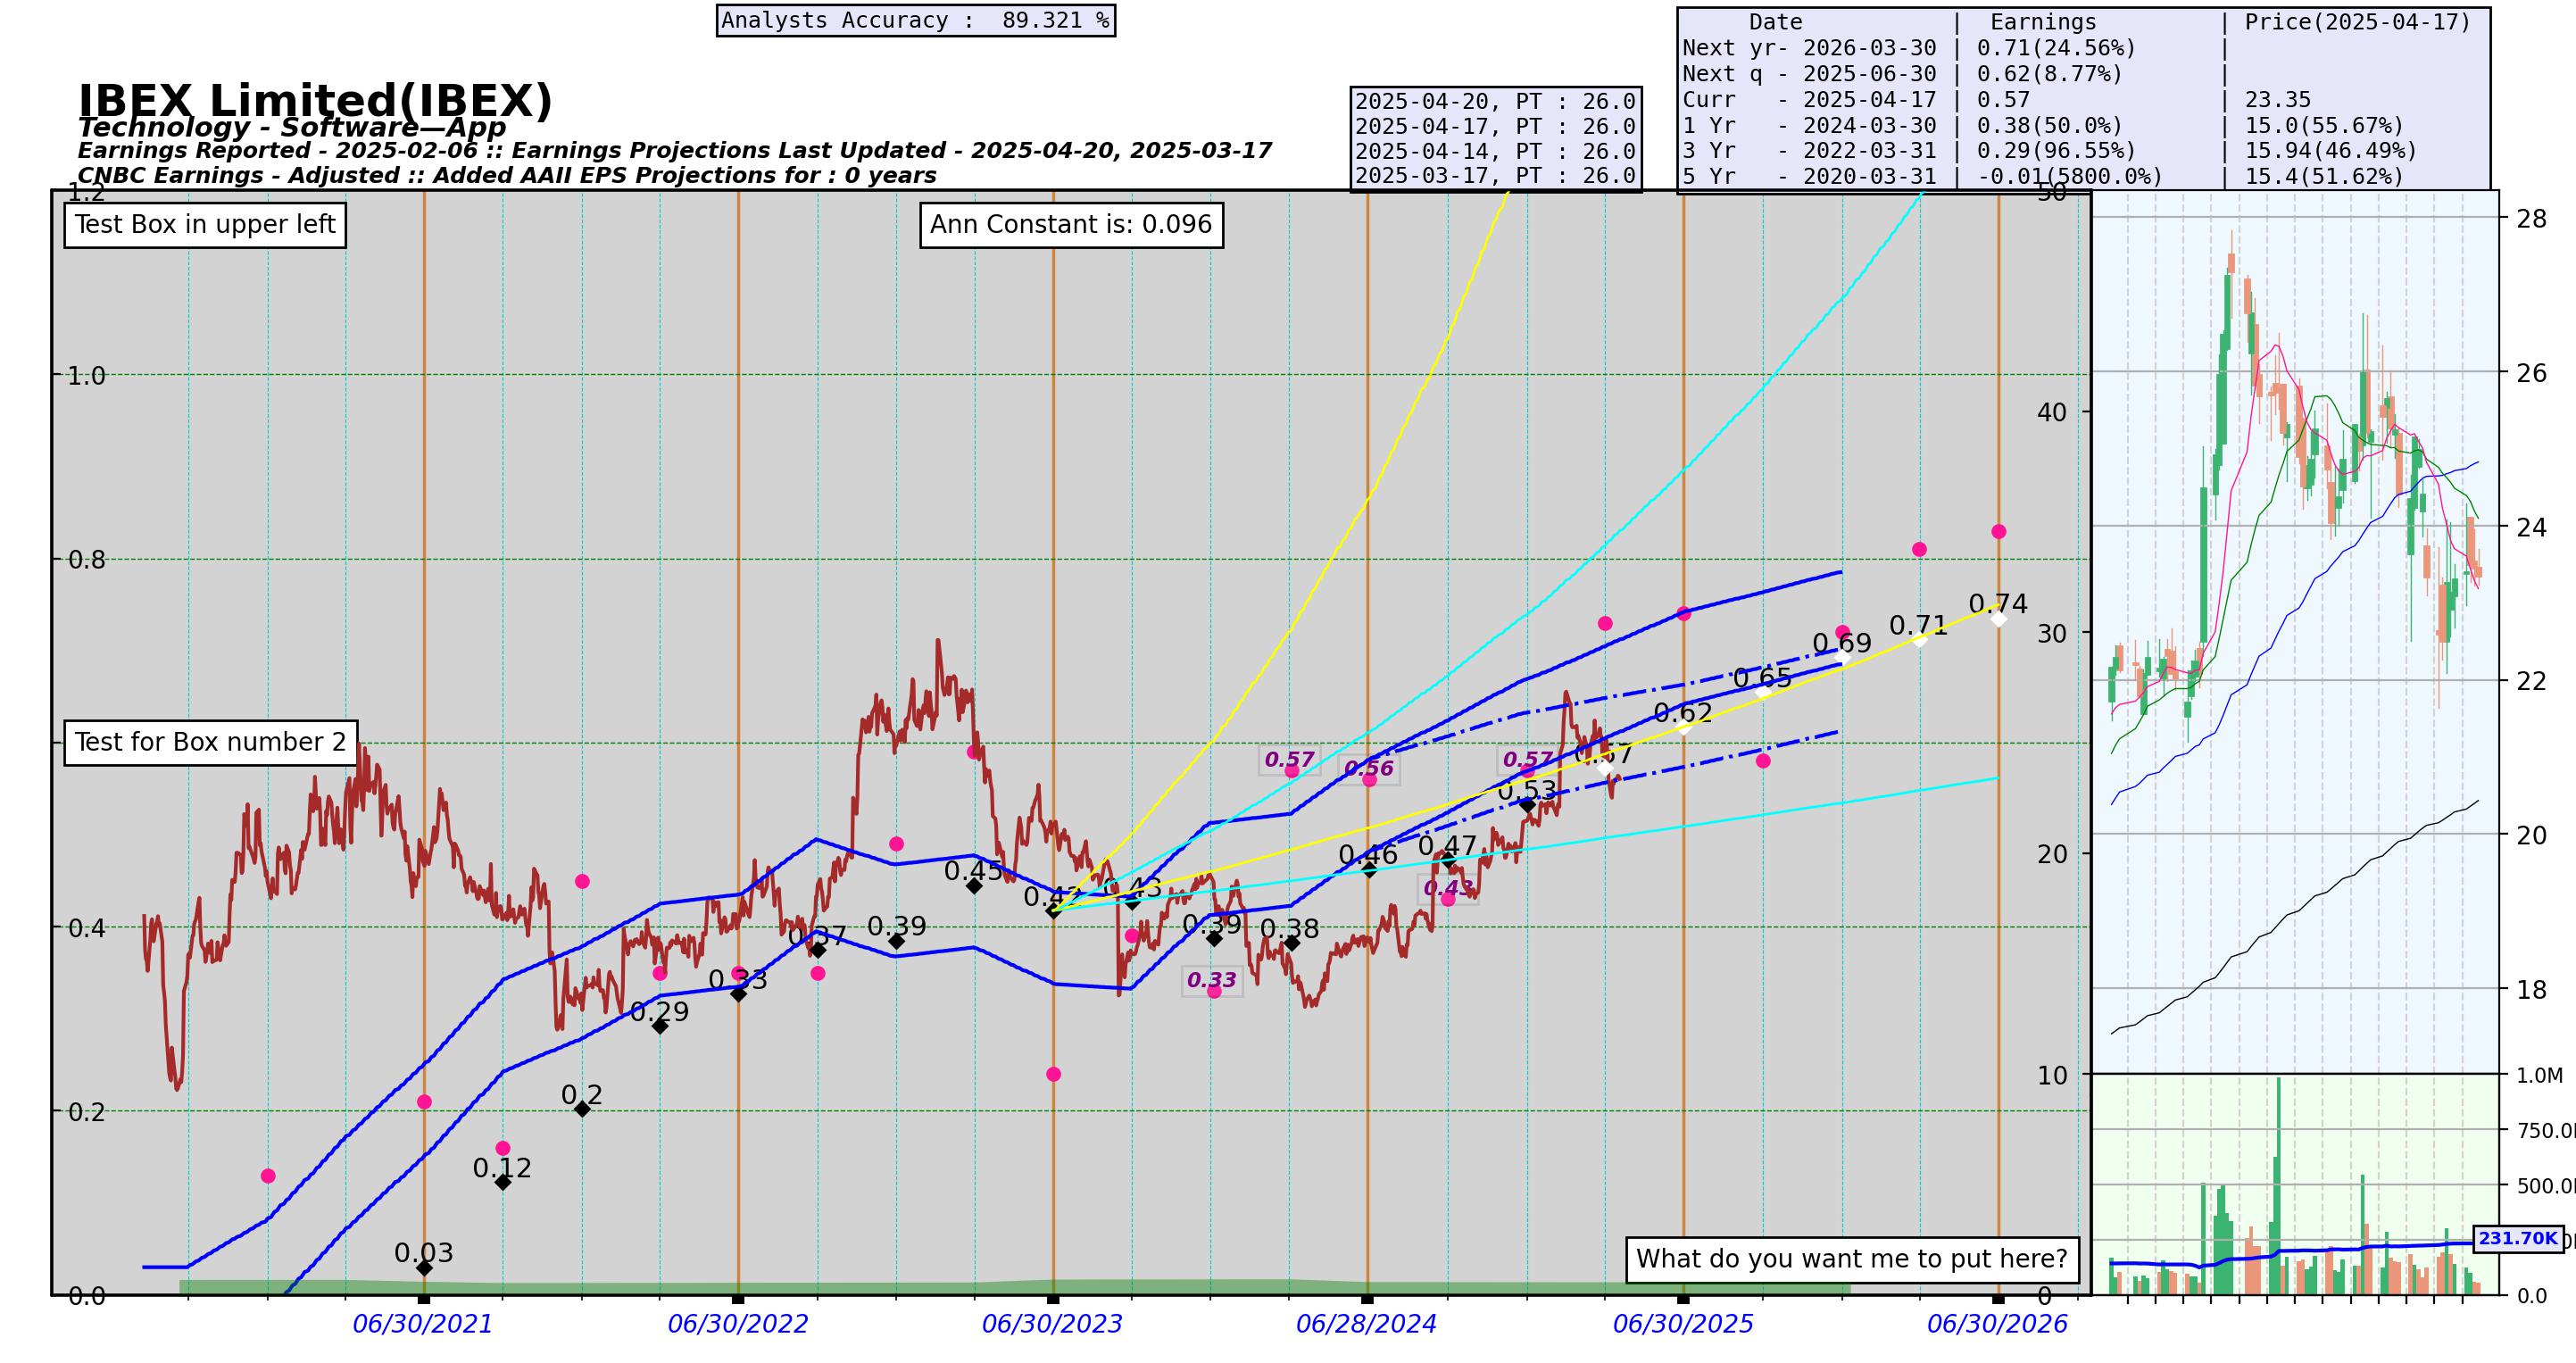 Analysts Accuracy :  89.321 %
Date | Earnings | Price(2025-04-17)
Next yr- 2026-03-30 | 0.71(24.56%) |
Next q - 2025-06-30 | 0.62(8.77%) |
Curr - 2025-04-17 | 0.57 | 23.35
1 Yr - 2024-03-30 | 0.38(50.0%) | 15.0(55.67%)
3 Yr - 2022-03-31 | 0.29(96.55%) | 15.94(46.49%)
5 Yr - 2020-03-31 | -0.01(5800.0%) | 15.4(51.62%)
IBEX Limited(IBEX)
Technology - Software—App
Earnings Reported - 2025-02-06 :: Earnings Projections Last Updated - 2025-04-20, 2025-03-17
CNBC Earnings - Adjusted :: Added AAII EPS Projections for : 0 years
2025-04-20, PT : 26.0
2025-04-17, PT : 26.0
2025-04-14, PT : 26.0
2025-03-17, PT : 26.0
Test Box in upper left
Ann Constant is: 0.096
Test for Box number 2
What do you want me to put here?
1.2
1.0
0.8
0.4
0.2
0.0
50
40
30
20
10
0
0.03
0.12
0.2
0.29
0.33
0.37
0.39
0.45
0.43
0.39
0.33
0.38
0.57
0.56
0.46
0.47
0.43
0.57
0.53
0.62
0.65
0.69
0.71
0.74
06/30/2021
06/30/2022
06/30/2023
06/28/2024
06/30/2025
06/30/2026
28
26
24
22
20
18
1.0M
750.0
500.0
231.70K
0.0